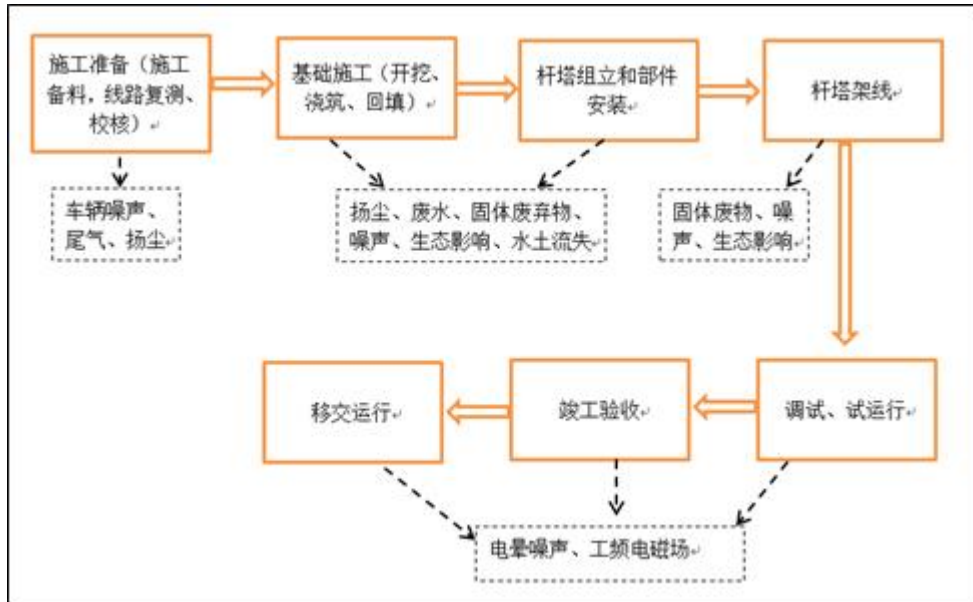 施工准备（施工
备料，线路复测、
校核）
基础施工（开挖、
浇筑、回填）
杆塔组立和部件
安装
杆塔架线
车辆噪声、
尾气、扬尘
扬尘、废水、固体废弃物、
噪声、生态影响、水土流失
固体废物、噪
声、生态影响
移交运行
竣工验收
调试、试运行
电晕噪声、工频电磁场